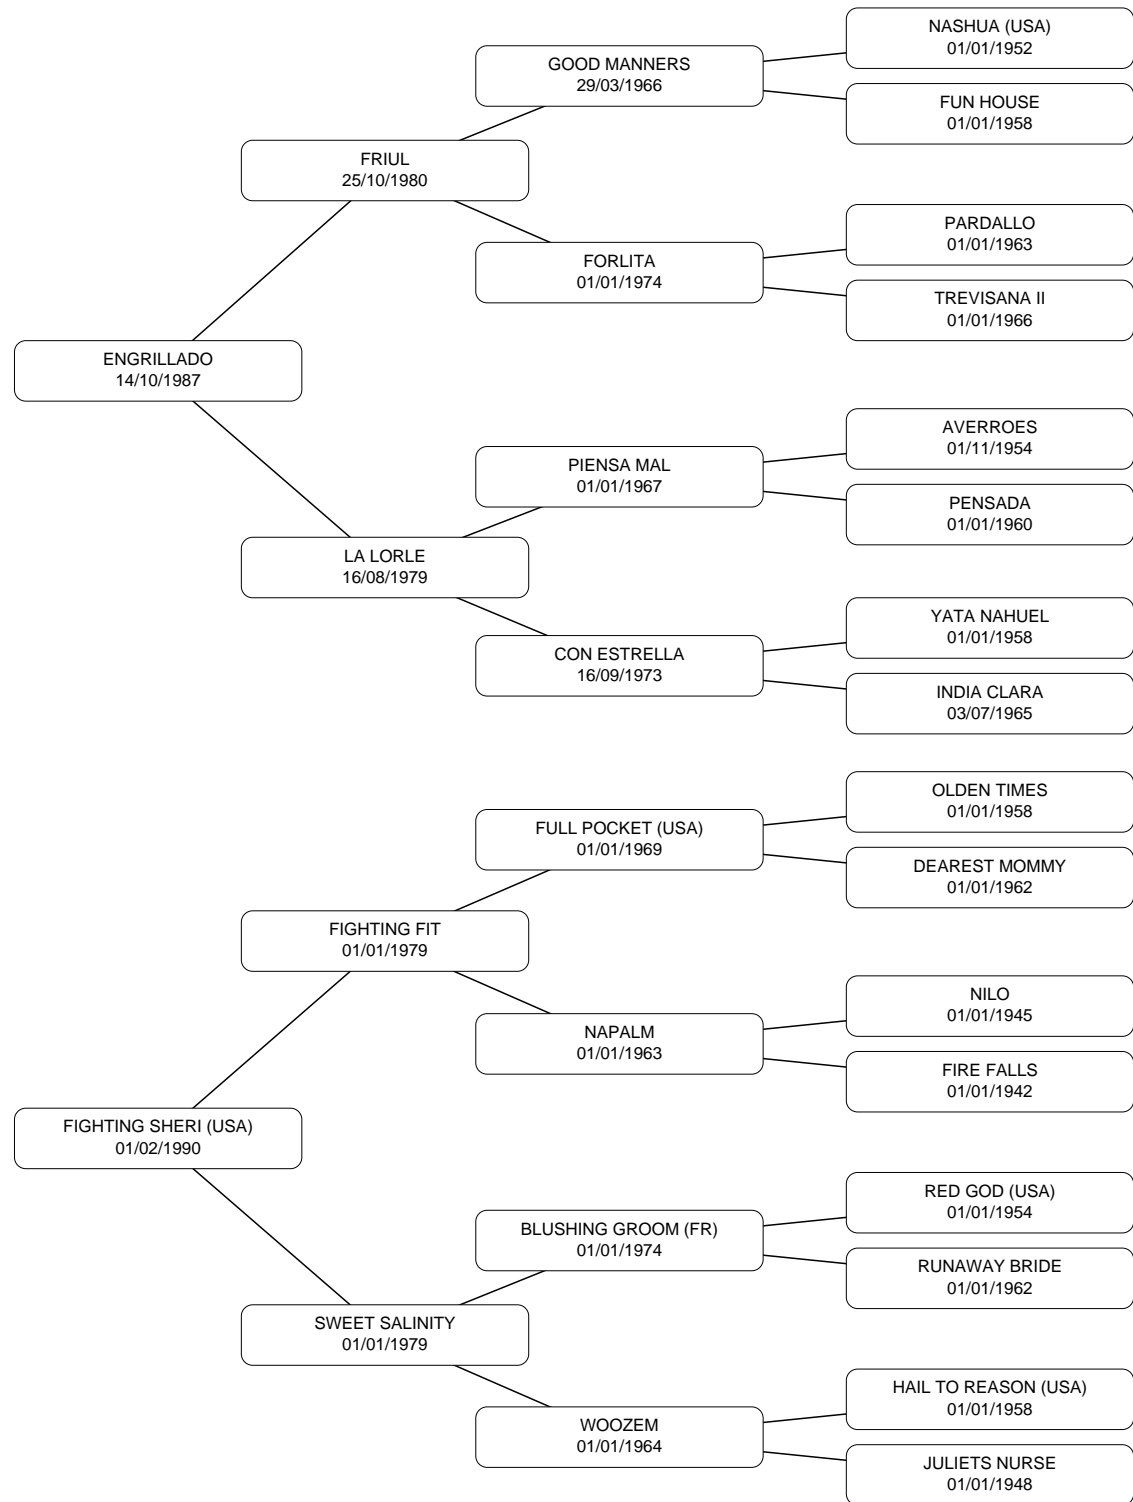 NASHUA (USA)
01/01/1952
GOOD MANNERS
29/03/1966
FUN HOUSE
01/01/1958
FRIUL
25/10/1980
PARDALLO
01/01/1963
FORLITA
01/01/1974
TREVISANA II
01/01/1966
ENGRILLADO
14/10/1987
AVERROES
01/11/1954
PIENSA MAL
01/01/1967
PENSADA
01/01/1960
LA LORLE
16/08/1979
YATA NAHUEL
01/01/1958
CON ESTRELLA
16/09/1973
INDIA CLARA
03/07/1965
OLDEN TIMES
01/01/1958
FULL POCKET (USA)
01/01/1969
DEAREST MOMMY
01/01/1962
FIGHTING FIT
01/01/1979
NILO
01/01/1945
NAPALM
01/01/1963
FIRE FALLS
01/01/1942
FIGHTING SHERI (USA)
01/02/1990
RED GOD (USA)
01/01/1954
BLUSHING GROOM (FR)
01/01/1974
RUNAWAY BRIDE
01/01/1962
SWEET SALINITY
01/01/1979
HAIL TO REASON (USA)
01/01/1958
WOOZEM
01/01/1964
JULIETS NURSE
01/01/1948